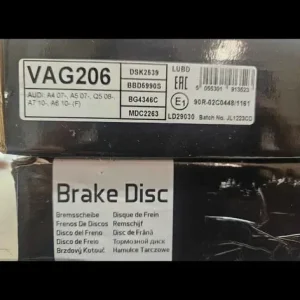 VAG206
AUDI, A4 07-, A5 07-, Q5 08-
A7 10-, A6 10- (F)
DSK2639
BBD5990S
BG4346C
MDC2263
LUBO
E1
90R-02C0448/1161
LD29030
Batch No.
Brake Disc
Bremsscheibe
Disque de Frein
Frenos De Discos
Remschijf
Disco del Freno
Disc de Frână
Disco de Freio
Тормозной диск
Brzdový Kotouč
Hamulce Tarczowe